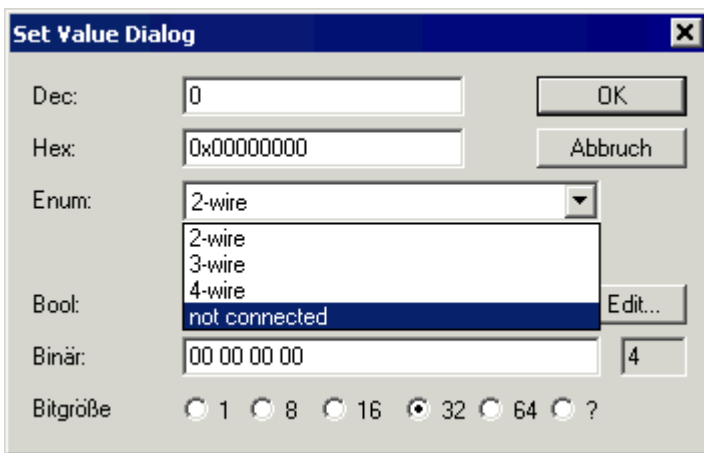 Set Value Dialog
Dec: 0 OK
Hex: 0x00000000 Abbruch
Enum: 2-wire
2-wire
3-wire
4-wire
not connected
Bool: Edit...
Binär: 00 00 00 00 4
Bitgröße 1 8 16 32 64 ?